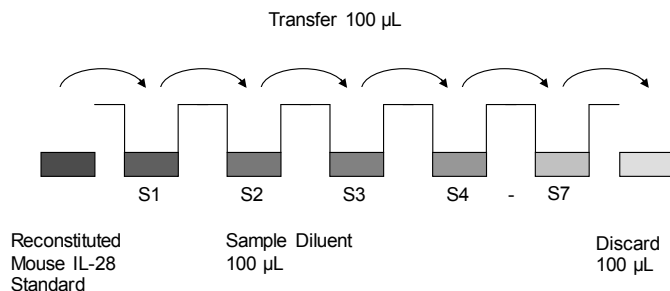 Transfer 100 µL
S1 S2 S3 S4 - S7
Reconstituted
Mouse IL-28
Standard
Sample Diluent
100 µL
Discard
100 µL